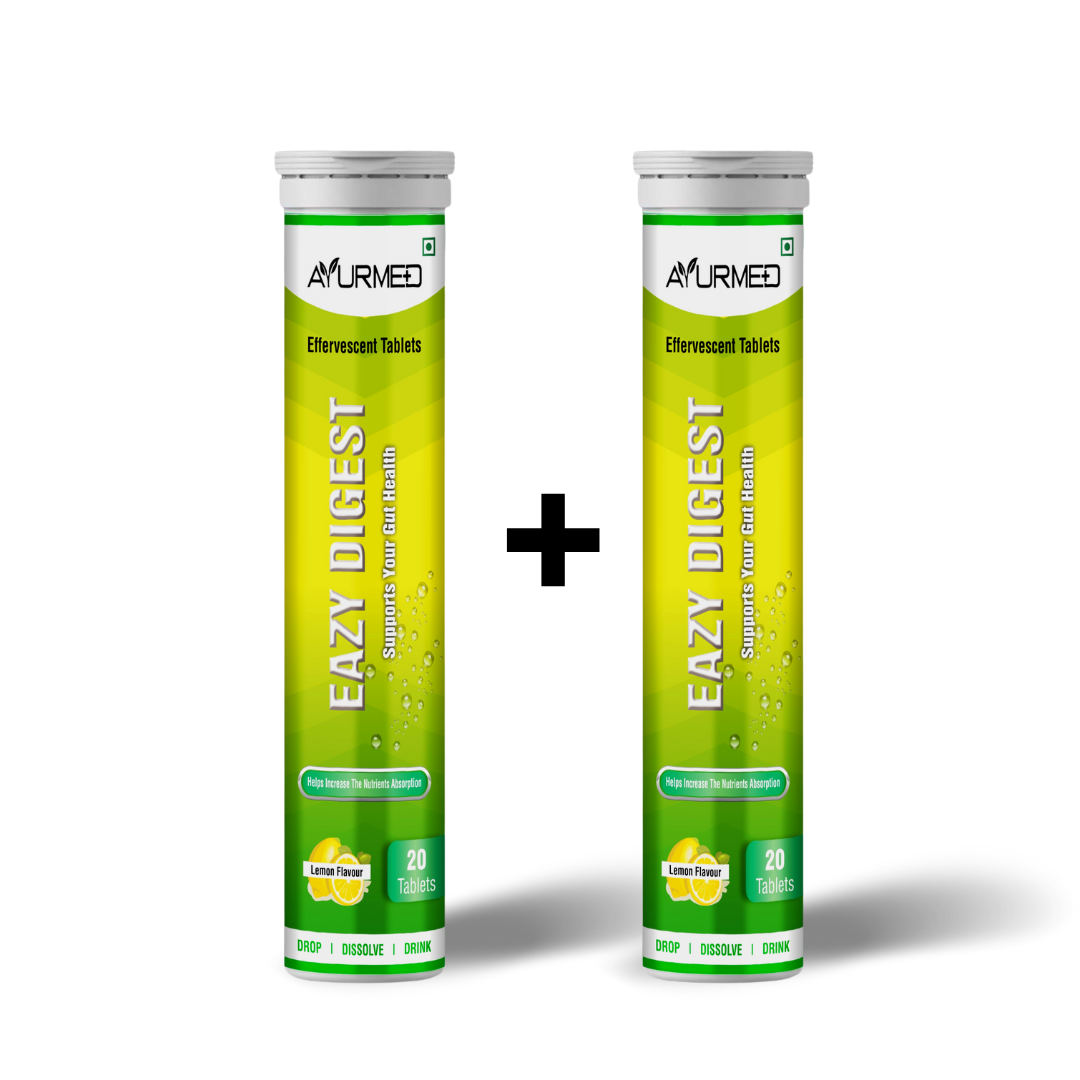 AYURMED
Effervescent Tablets
EAZY DIGEST
Supports Your Gut Health
Helps Increase The Nutrients Absorption
Lemon Flavour
20
Tablets
DROP | DISSOLVE | DRINK
+
AYURMED
Effervescent Tablets
EAZY DIGEST
Supports Your Gut Health
Helps Increase The Nutrients Absorption
Lemon Flavour
20
Tablets
DROP | DISSOLVE | DRINK